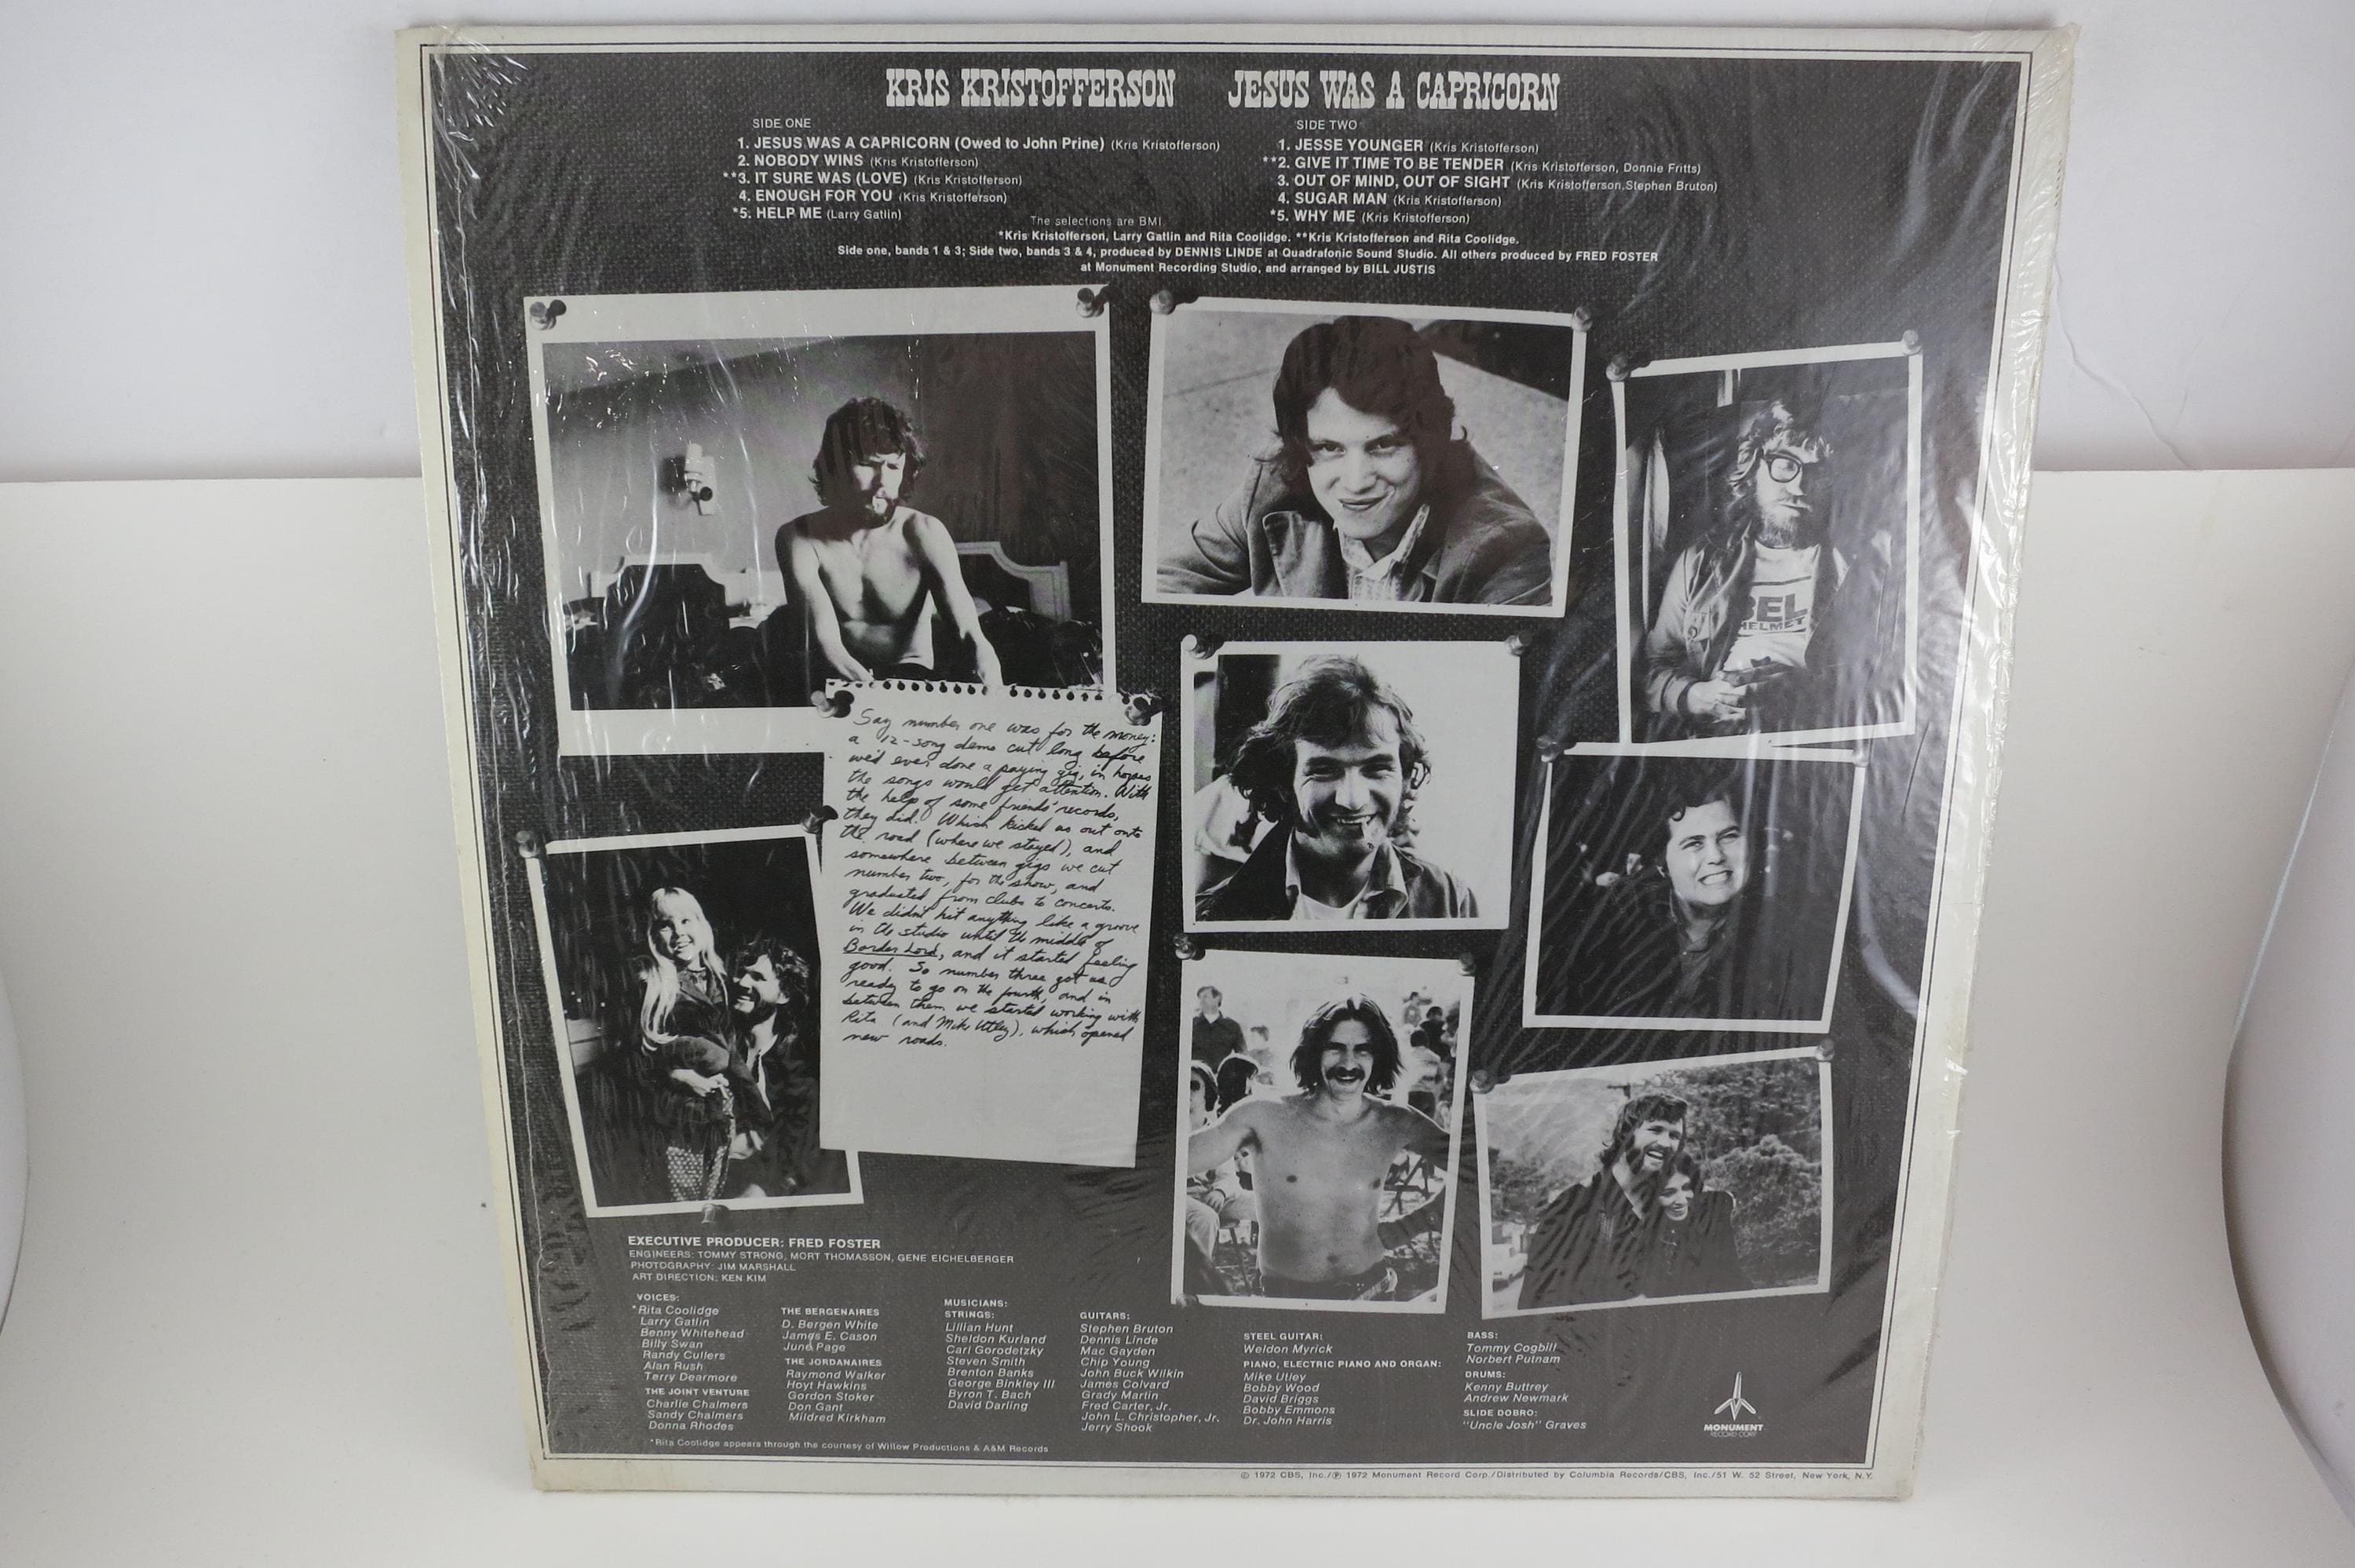 KRIS KRISTOFFERSON JESUS WAS A CAPRICORN
SIDE ONE
1. JESUS WAS A CAPRICORN (Owed to John Prine) (Kris Kristofferson)
2. NOBODY WINS (Kris Kristofferson)
**3. IT SURE WAS (LOVE) (Kris Kristofferson)
4. ENOUGH FOR YOU (Kris Kristofferson)
*5. HELP ME (Larry Gatlin)
SIDE TWO
1. JESSE YOUNGER (Kris Kristofferson)
**2. GIVE IT TIME TO BE TENDER (Kris Kristofferson, Donnie Fritts)
3. OUT OF MIND, OUT OF SIGHT (Kris Kristofferson,Stephen Bruton)
4. SUGAR MAN (Kris Kristofferson)
*5. WHY ME (Kris Kristofferson)
The selections are BMI.
*Kris Kristofferson, Larry Gatlin and Rita Coolidge. **Kris Kristofferson and Rita Coolidge.
Side one, bands 1 & 3; Side two, bands 3 & 4, produced by DENNIS LINDE at Quadrafonic Sound Studio. All others produced by FRED FOSTER
at Monument Recording Studio, and arranged by BILL JUSTIS
BEL
HELMET
Say number one was for the money:
a 12-song demo cut long before
we'd ever done a paying gig, in hopes
the songs would get attention. With
the help of some friends' records,
they did. Which kicked us out onto
the road (where we stayed), and
somewhere between gigs we cut
number two, for the show, and
graduated from clubs to concerts.
We didn't hit anything like a groove
in the studio until the middle of
Border Lord, and it started feeling
good. So number three got us
ready to go on the fourth, and in
between them we started working with
Rita (and Mike Utley), which opened
new roads.
EXECUTIVE PRODUCER: FRED FOSTER
ENGINEERS: TOMMY STRONG, MORT THOMASSON, GENE EICHELBERGER
PHOTOGRAPHY: JIM MARSHALL
ART DIRECTION: KEN KIM
VOICES:
*Rita Coolidge
Larry Gatlin
Benny Whitehead
Billy Swan
Randy Cullers
Alan Rush
Terry Dearmore
THE JOINT VENTURE
Charlie Chalmers
Sandy Chalmers
Donna Rhodes
THE BERGENAIRES
D. Bergen White
James E. Cason
June Page
THE JORDANAIRES
Raymond Walker
Hoyt Hawkins
Gordon Stoker
Don Gant
Mildred Kirkham
MUSICIANS:
STRINGS:
Lillian Hunt
Sheldon Kurland
Carl Gorodetzky
Steven Smith
Brenton Banks
George Binkley III
Byron T. Bach
David Darling
GUITARS:
Stephen Bruton
Dennis Linde
Mac Gayden
Chip Young
John Buck Wilkin
James Colvard
Grady Martin
Fred Carter, Jr.
John L. Christopher, Jr.
Jerry Shook
STEEL GUITAR:
Weldon Myrick
PIANO, ELECTRIC PIANO AND ORGAN:
Mike Utley
Bobby Wood
David Briggs
Bobby Emmons
Dr. John Harris
BASS:
Tommy Cogbill
Norbert Putnam
DRUMS:
Kenny Buttrey
Andrew Newmark
SLIDE DOBRO:
"Uncle Josh" Graves
MONUMENT
RECORD CORP.
*Rita Coolidge appears through the courtesy of Willow Productions & A&M Records
© 1972 CBS, Inc./℗ 1972 Monument Record Corp./Distributed by Columbia Records/CBS, Inc./51 W. 52 Street, New York, N.Y.